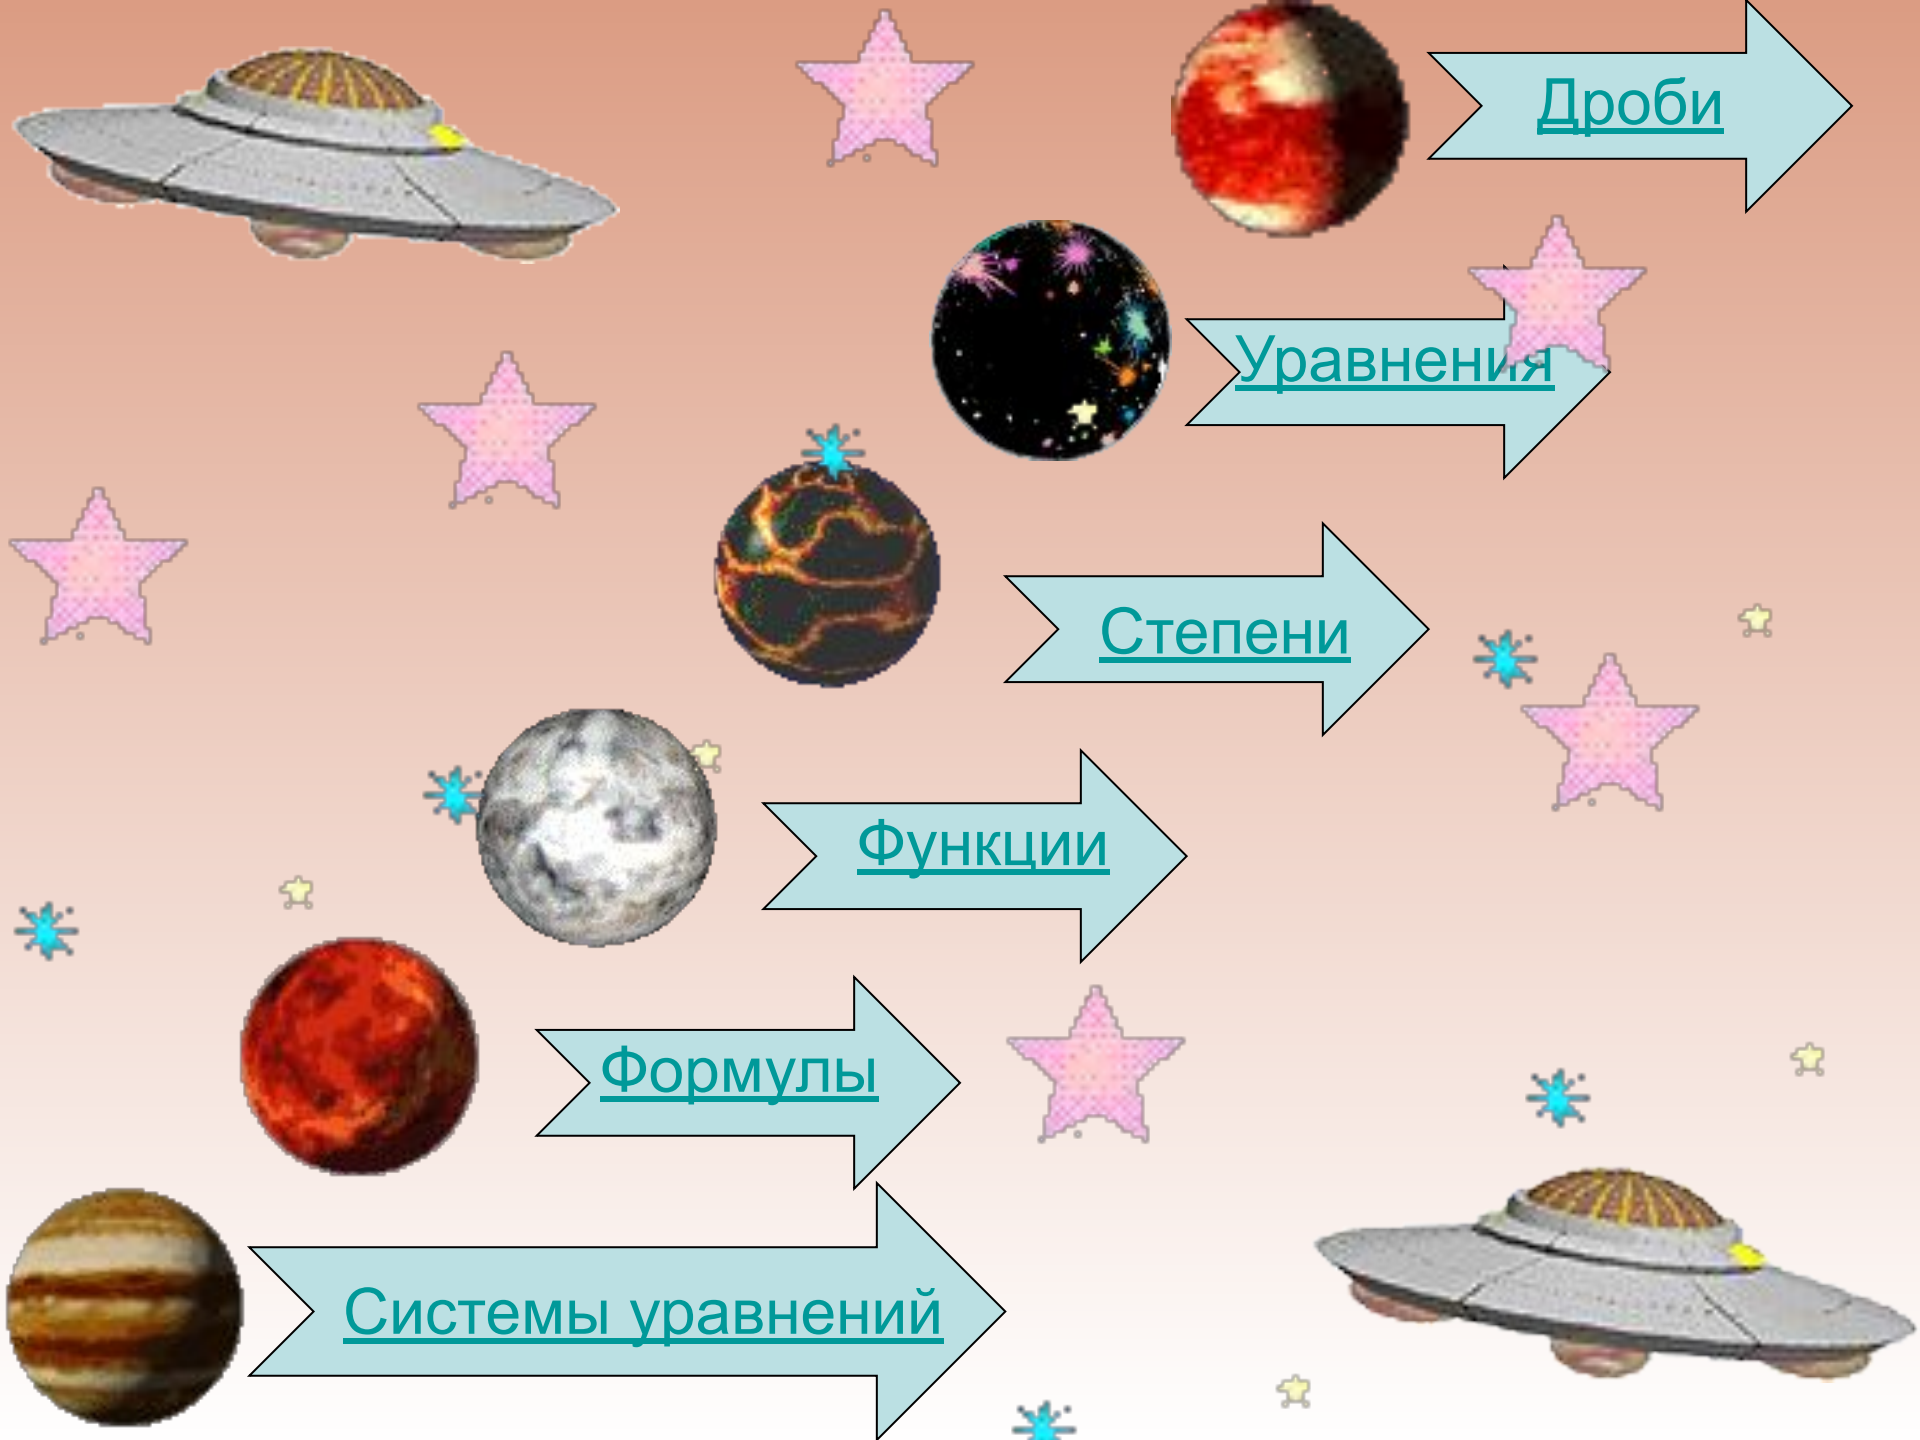 Дроби
Уравнения
Степени
Функции
Формулы
Системы уравнений